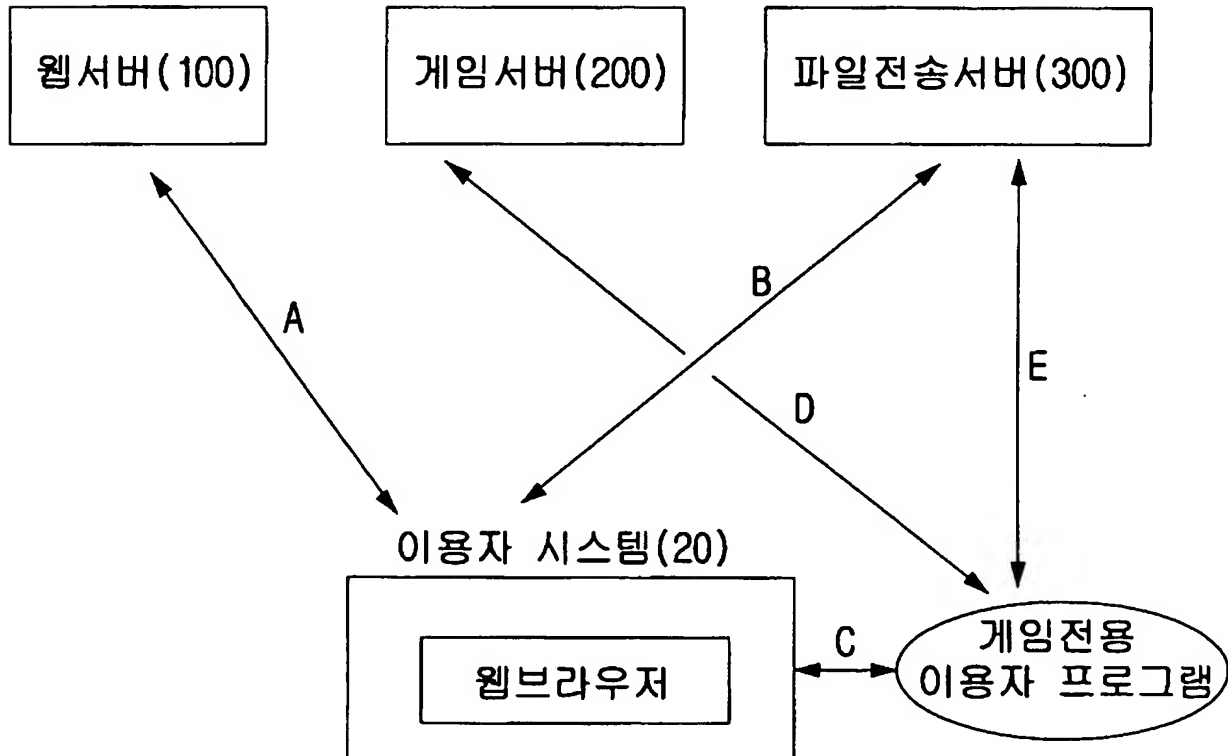 웹서버(100)
게임서버(200)
파일전송서버(300)
A
B
D
E
이용자 시스템(20)
웹브라우저
C
게임전용
이용자 프로그램